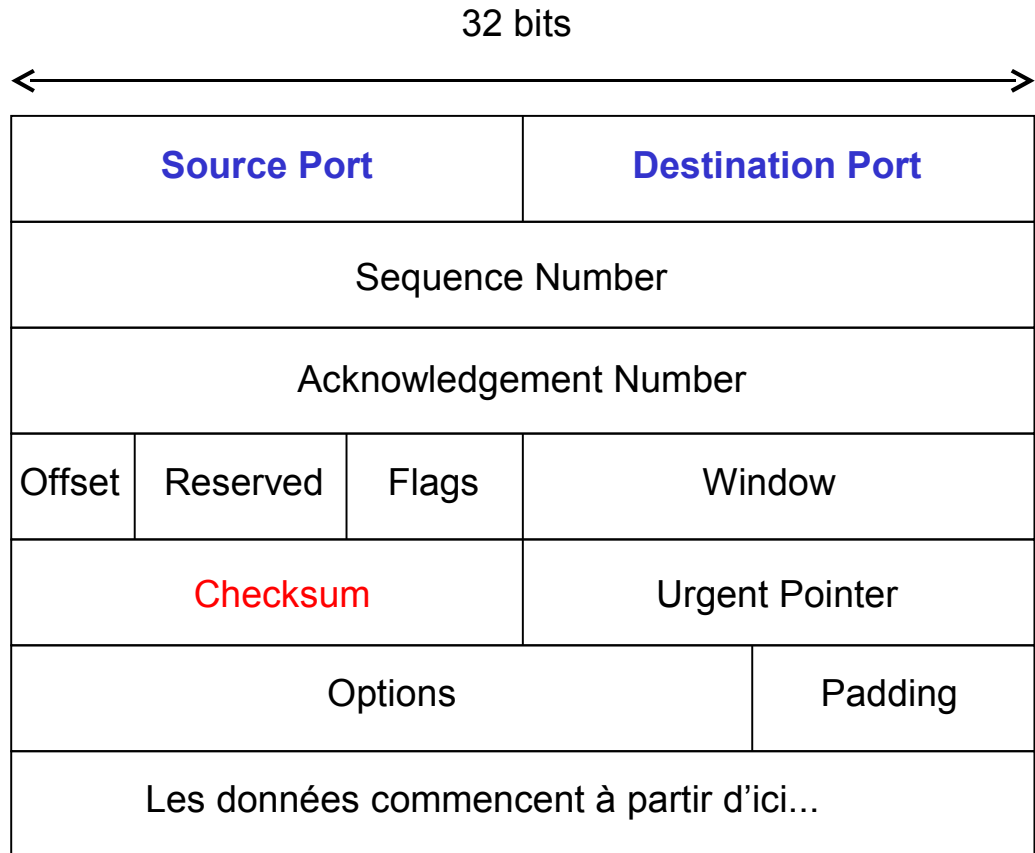 32 bits
Source Port Destination Port
Sequence Number
Acknowledgement Number
Offset Reserved Flags Window
Checksum Urgent Pointer
Options Padding
Les données commencent à partir d’ici...